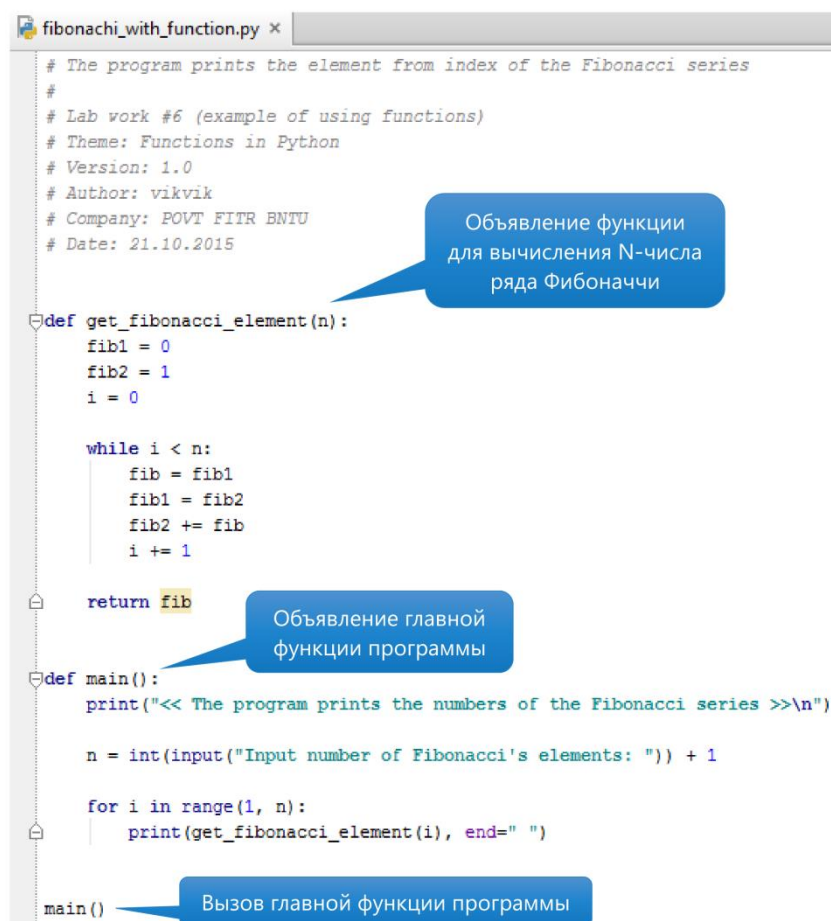 fibonachi_with_function.py ×
# The program prints the element from index of the Fibonacci series
#
# Lab work #6 (example of using functions)
# Theme: Functions in Python
# Version: 1.0
# Author: vikvik
# Company: POVT FITR BNTU
# Date: 21.10.2015
Объявление функции
для вычисления N-числа
ряда Фибоначчи
def get_fibonacci_element(n):
fib1 = 0
fib2 = 1
i = 0
while i < n:
fib = fib1
fib1 = fib2
fib2 += fib
i += 1
return fib
Объявление главной
функции программы
def main():
print("<< The program prints the numbers of the Fibonacci series >>\n")
n = int(input("Input number of Fibonacci's elements: ")) + 1
for i in range(1, n):
print(get_fibonacci_element(i), end=" ")
main()
Вызов главной функции программы